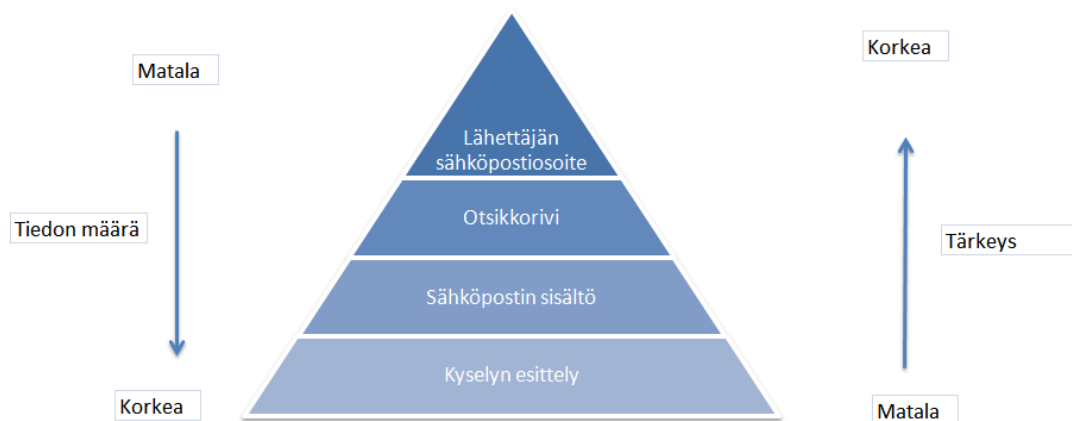 Korkea
Matala
Lähettäjän
sähköpostiosoite
Otsikkorivi
Tiedon määrä
Tärkeys
Sähköpostin sisältö
Kyselyn esittely
Korkea
Matala